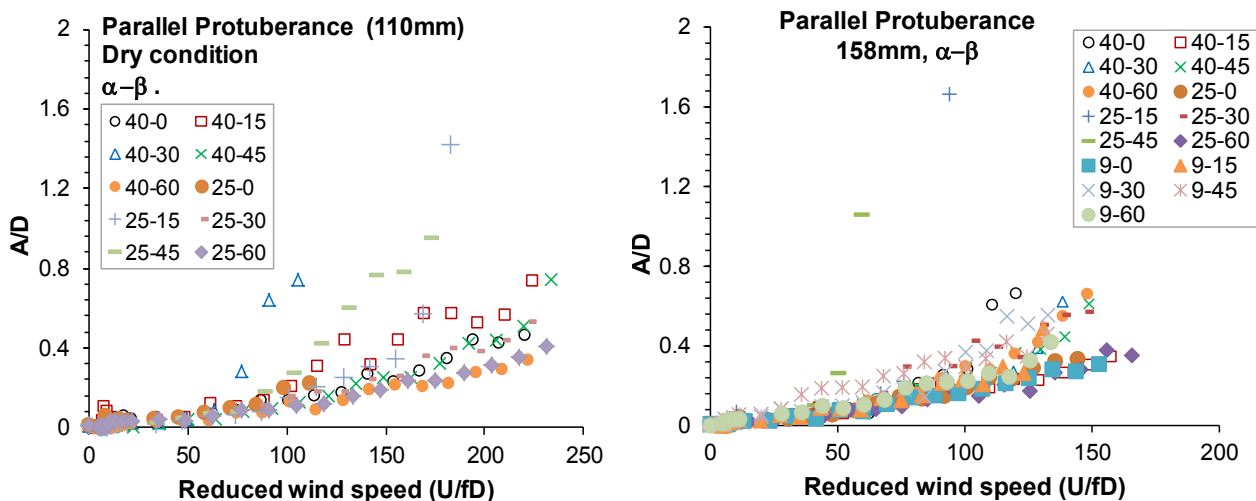 Parallel Protuberance (110mm)
Dry condition
α–β .
40-0 40-15
40-30 40-45
40-60 25-0
25-15 25-30
25-45 25-60
2
1.6
1.2
0.8
0.4
0
A/D
0 50 100 150 200 250
Reduced wind speed (U/fD)
Parallel Protuberance
158mm, α–β
40-0 40-15
40-30 40-45
40-60 25-0
25-15 25-30
25-45 25-60
9-0 9-15
9-30 9-45
9-60
2
1.6
1.2
0.8
0.4
0
A/D
0 50 100 150 200
Reduced wind speed (U/fD)